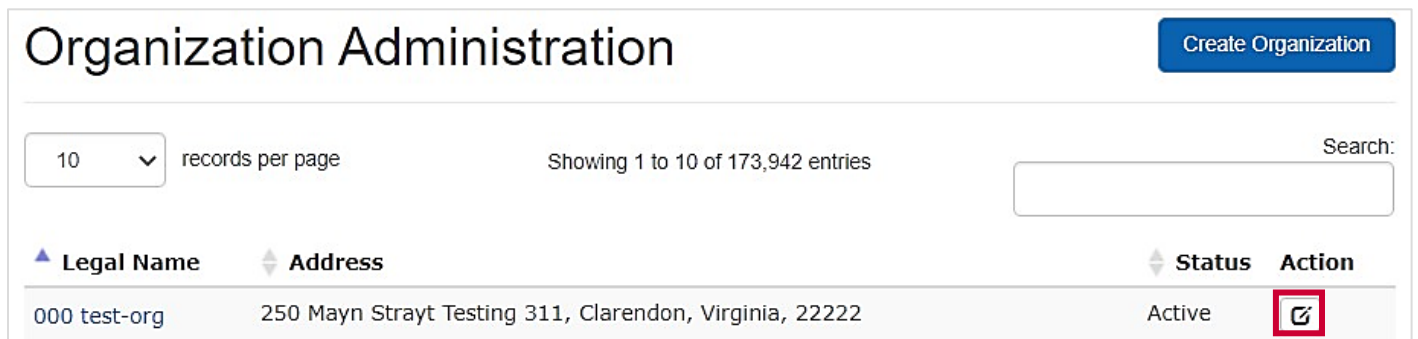 Organization Administration
Create Organization
10 records per page
Showing 1 to 10 of 173,942 entries
Search:
Legal Name Address Status Action
000 test-org 250 Mayn Strayt Testing 311, Clarendon, Virginia, 22222 Active